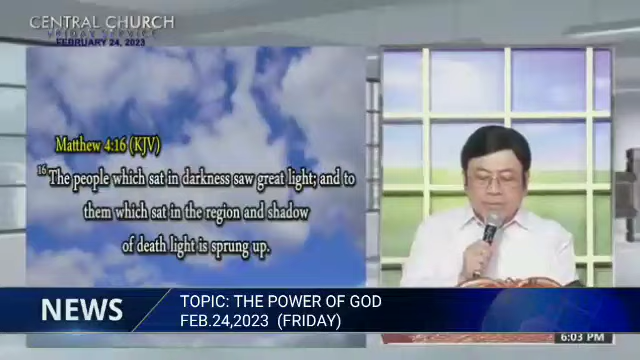 CENTRAL CHURCH
FRIDAY SERVICE
FEBRUARY 24, 2023
Matthew 4:16 (KJV)
16 The people which sat in darkness saw great light; and to
them which sat in the region and shadow
of death light is sprung up.
NEWS
TOPIC: THE POWER OF GOD
FEB.24,2023 (FRIDAY)
6:03 PM